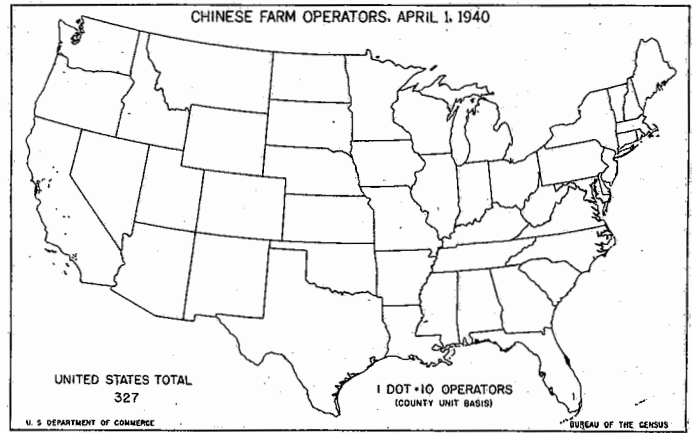 CHINESE FARM OPERATORS, APRIL 1, 1940
UNITED STATES TOTAL
327
1 DOT = 10 OPERATORS
(COUNTY UNIT BASIS)
U. S DEPARTMENT OF COMMERCE
BUREAU OF THE CENSUS